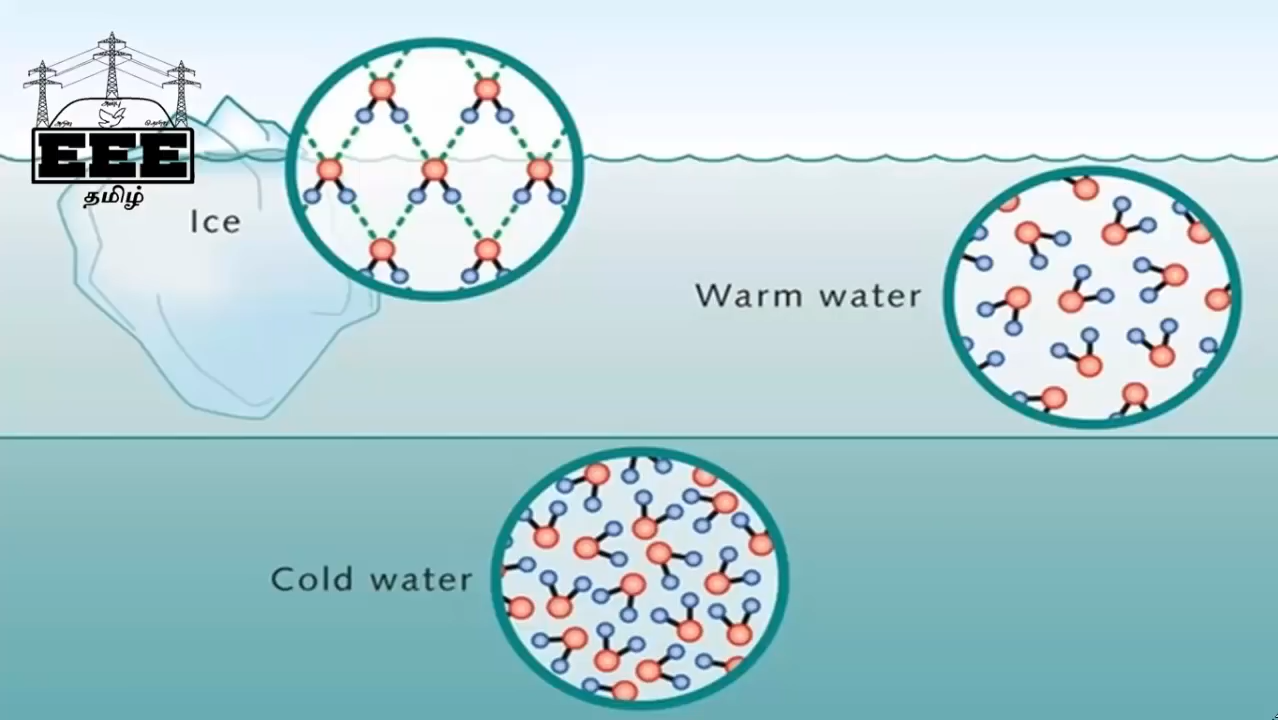 EEE
தமிழ்
Ice
Warm water
Cold water